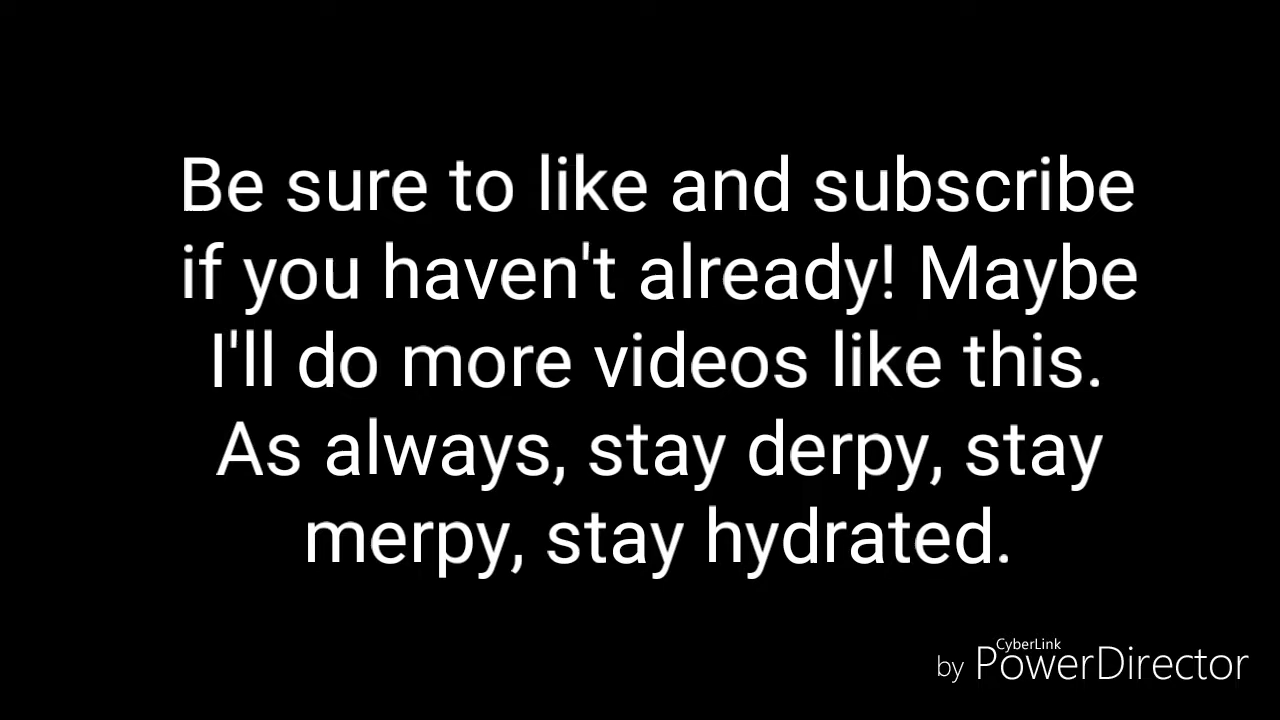 Be sure to like and subscribe
if you haven't already! Maybe
I'll do more videos like this.
As always, stay derpy, stay
merpy, stay hydrated.
CyberLink
by PowerDirector